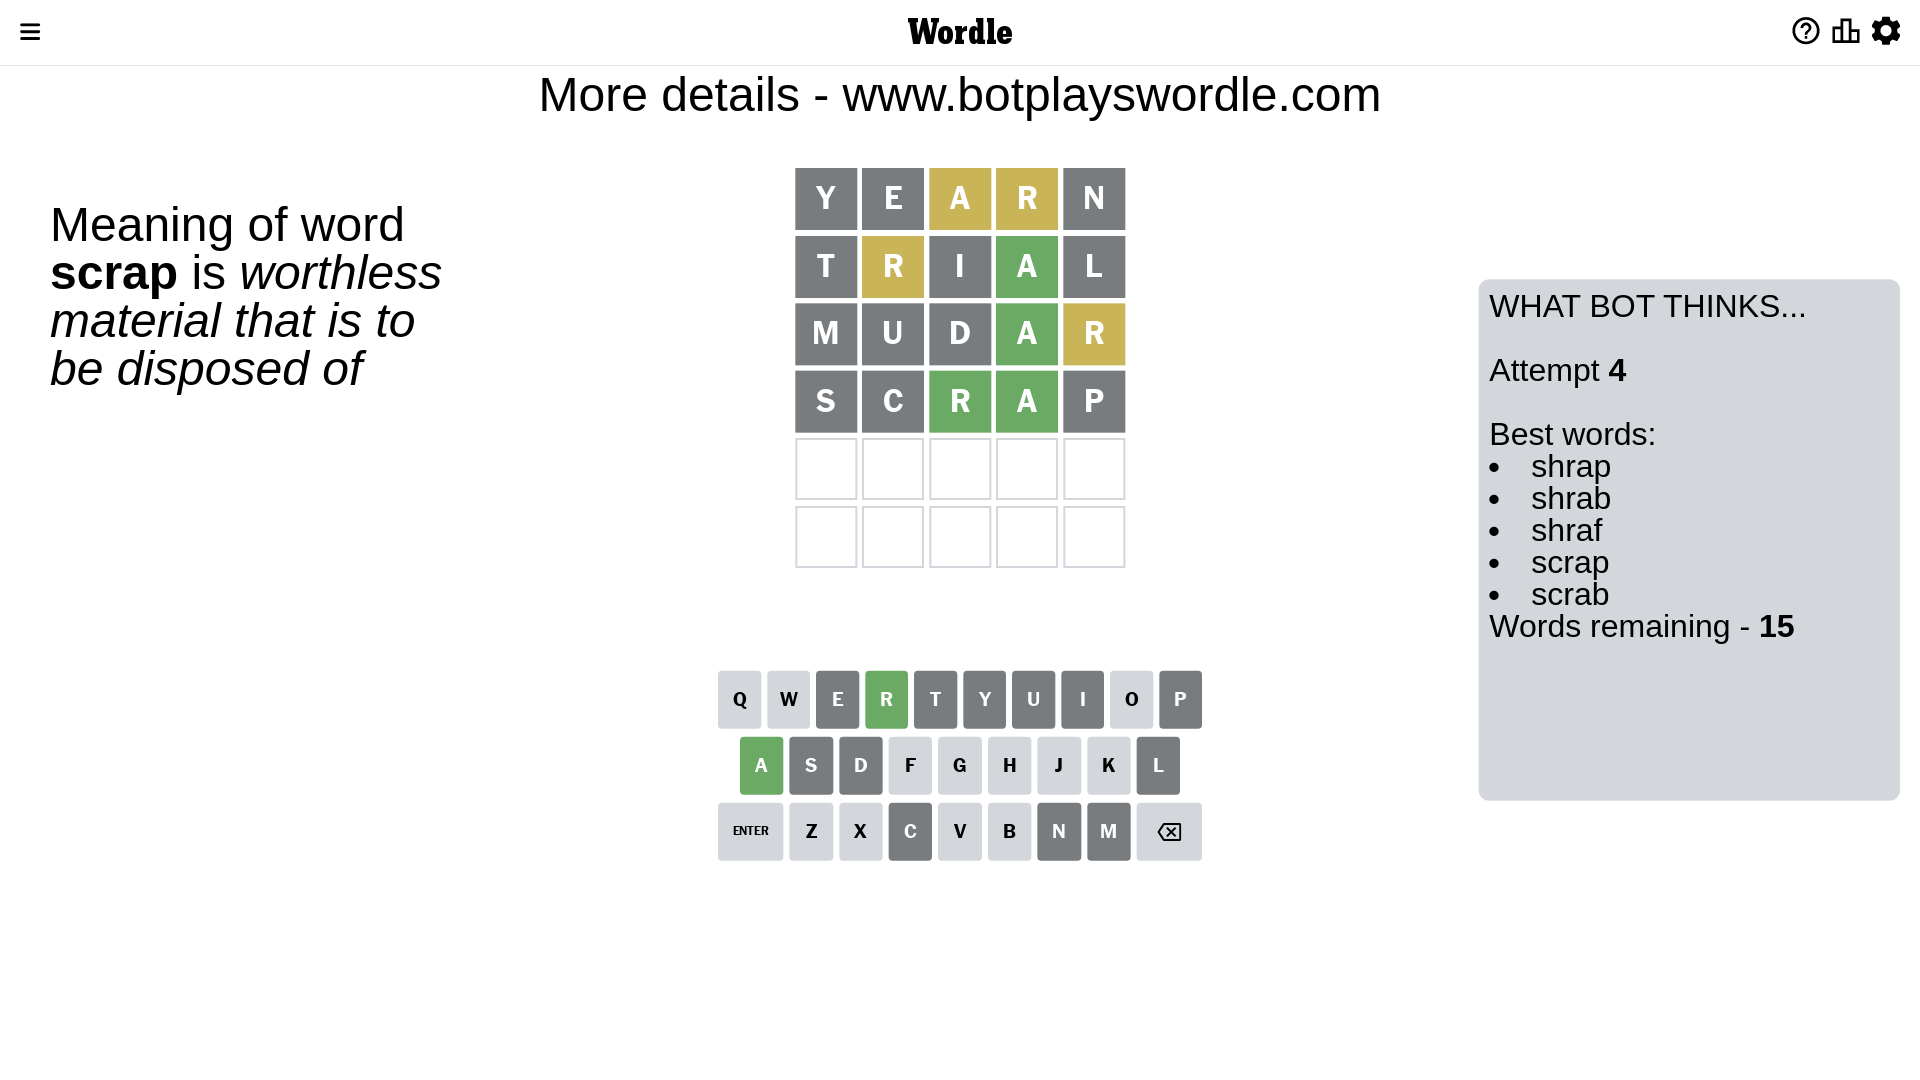 Wordle
More details - www.botplayswordle.com
Meaning of word
scrap is worthless
material that is to
be disposed of
Y E A R N
T R I A L
M U D A R
S C R A P
WHAT BOT THINKS...
Attempt 4
Best words:
• shrap
• shrab
• shraf
• scrap
• scrab
Words remaining - 15
Q W E R T Y U I O P
A S D F G H J K L
ENTER Z X C V B N M